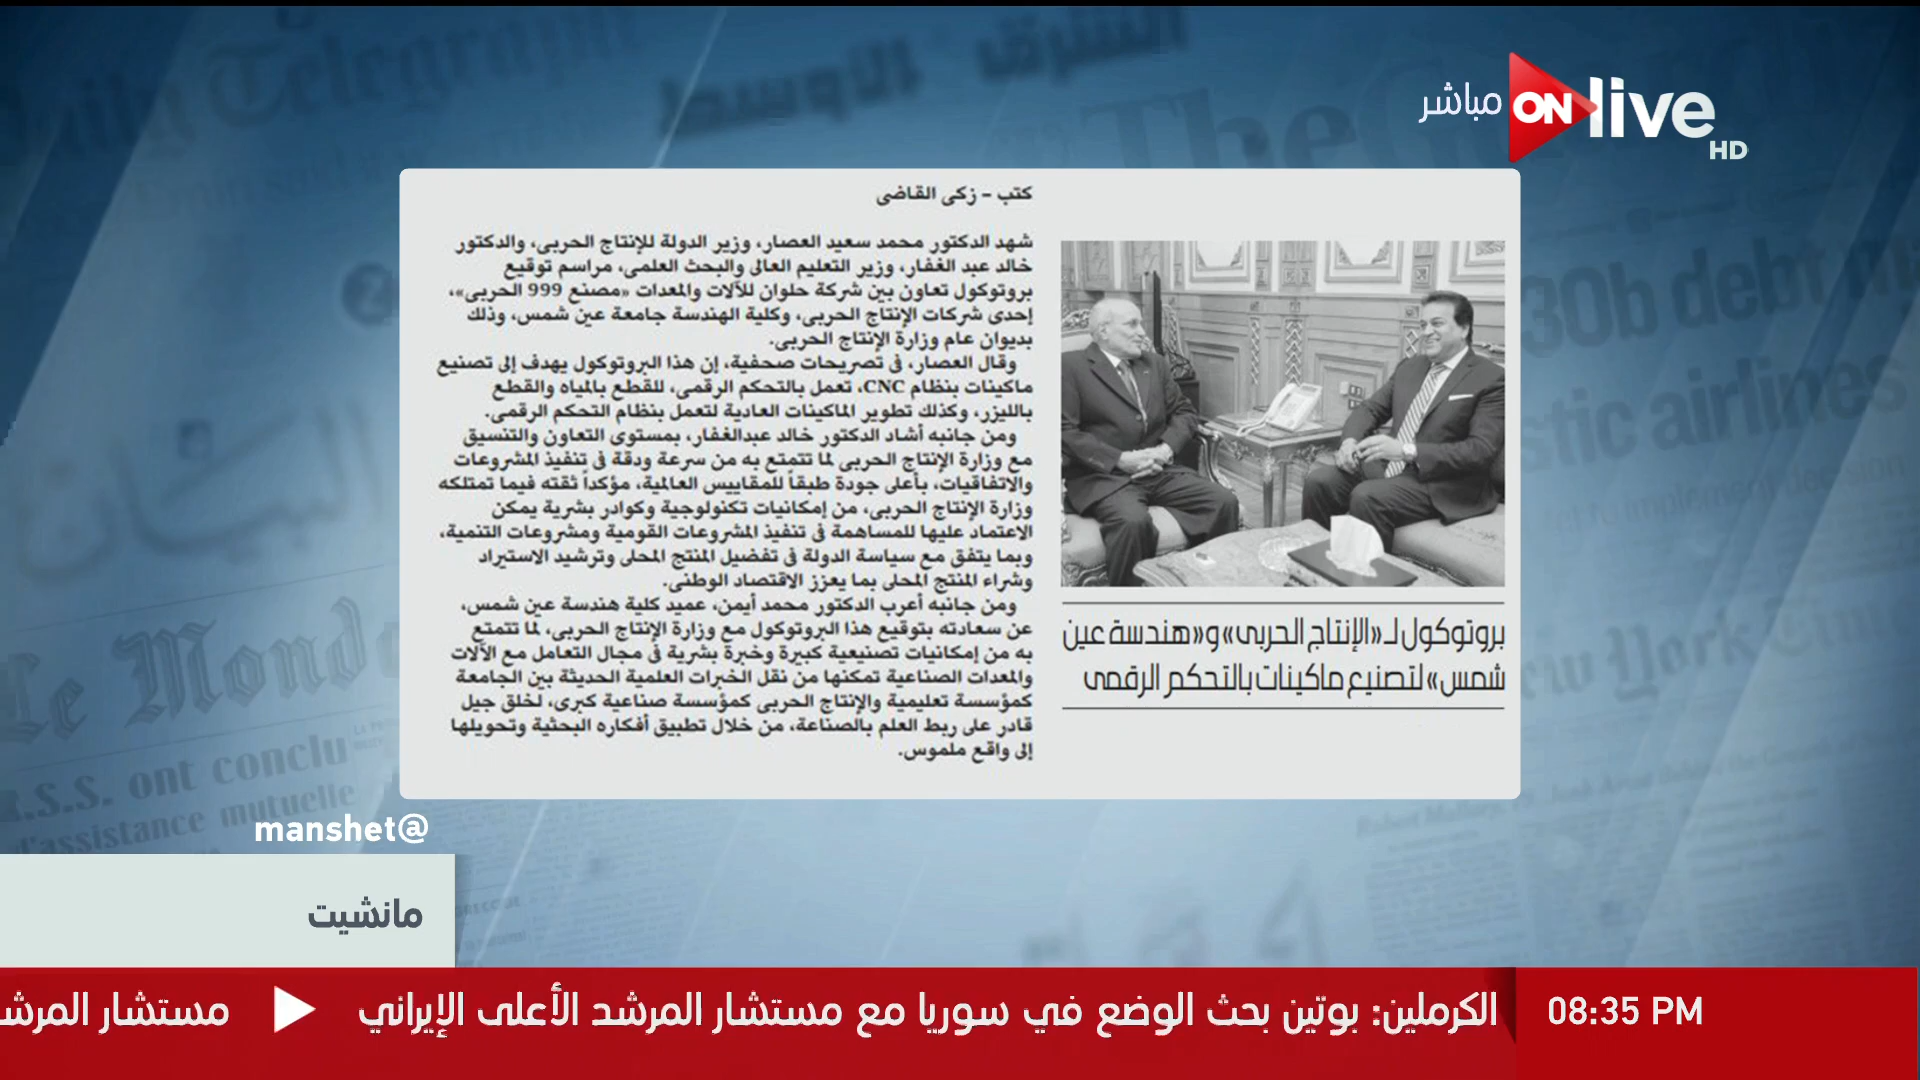 مباشر ON live
HD
كتب - زكى القاضى
شهد الدكتور محمد سعيد العصار، وزير الدولة للإنتاج الحربى، والدكتور
خالد عبد الغفار، وزير التعليم العالى والبحث العلمى، مراسم توقيع
بروتوكول تعاون بين شركة حلوان للآلات والمعدات «مصنع 999 الحربى»،
إحدى شركات الإنتاج الحربى، وكلية الهندسة جامعة عين شمس، وذلك
بديوان عام وزارة الإنتاج الحربى.
وقال العصار، فى تصريحات صحفية، إن هذا البروتوكول يهدف إلى تصنيع
ماكينات بنظام CNC، تعمل بالتحكم الرقمى، للقطع بالمياه والقطع
بالليزر، وكذلك تطوير الماكينات العادية لتعمل بنظام التحكم الرقمى.
ومن جانبه أشاد الدكتور خالد عبدالغفار، بمستوى التعاون والتنسيق
مع وزارة الإنتاج الحربى لما تتمتع به من سرعة ودقة فى تنفيذ المشروعات
والاتفاقيات، بأعلى جودة طبقاً للمقاييس العالمية، مؤكداً ثقته فيما تمتلكه
وزارة الإنتاج الحربى، من إمكانيات تكنولوجية وكوادر بشرية يمكن
الاعتماد عليها للمساهمة فى تنفيذ المشروعات القومية ومشروعات التنمية،
وبما يتفق مع سياسة الدولة فى تفضيل المنتج المحلى وترشيد الاستيراد
وشراء المنتج المحلى بما يعزز الاقتصاد الوطنى.
ومن جانبه أعرب الدكتور محمد أيمن، عميد كلية هندسة عين شمس،
عن سعادته بتوقيع هذا البروتوكول مع وزارة الإنتاج الحربى، لما تتمتع
به من إمكانيات تصنيعية كبيرة وخبرة بشرية فى مجال التعامل مع الآلات
والمعدات الصناعية تمكنها من نقل الخبرات العلمية الحديثة بين الجامعة
كمؤسسة تعليمية والإنتاج الحربى كمؤسسة صناعية كبرى، لخلق جيل
قادر على ربط العلم بالصناعة، من خلال تطبيق أفكاره البحثية وتحويلها
إلى واقع ملموس.
بروتوكول لـ«الإنتاج الحربى» و«هندسة عين
شمس» لتصنيع ماكينات بالتحكم الرقمى
manshet@
مانشيت
08:35 PM
الكرملين: بوتين بحث الوضع في سوريا مع مستشار المرشد الأعلى الإيراني
مستشار المرش